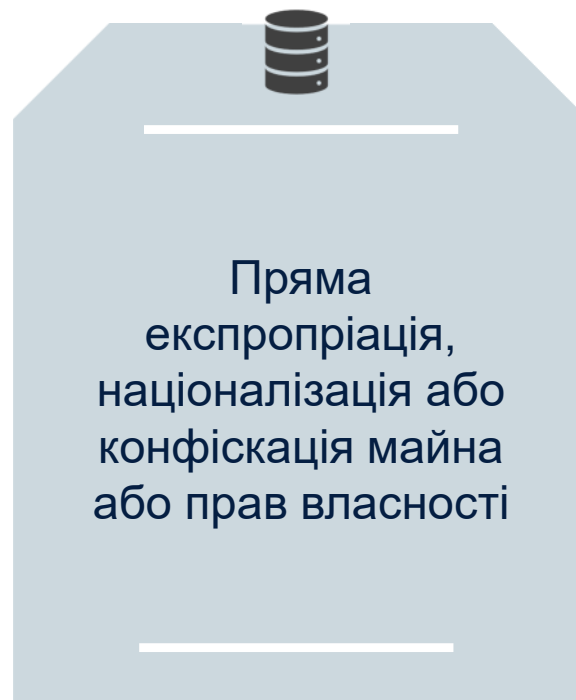 Пряма
експропріація,
націоналізація або
конфіскація майна
або прав власності